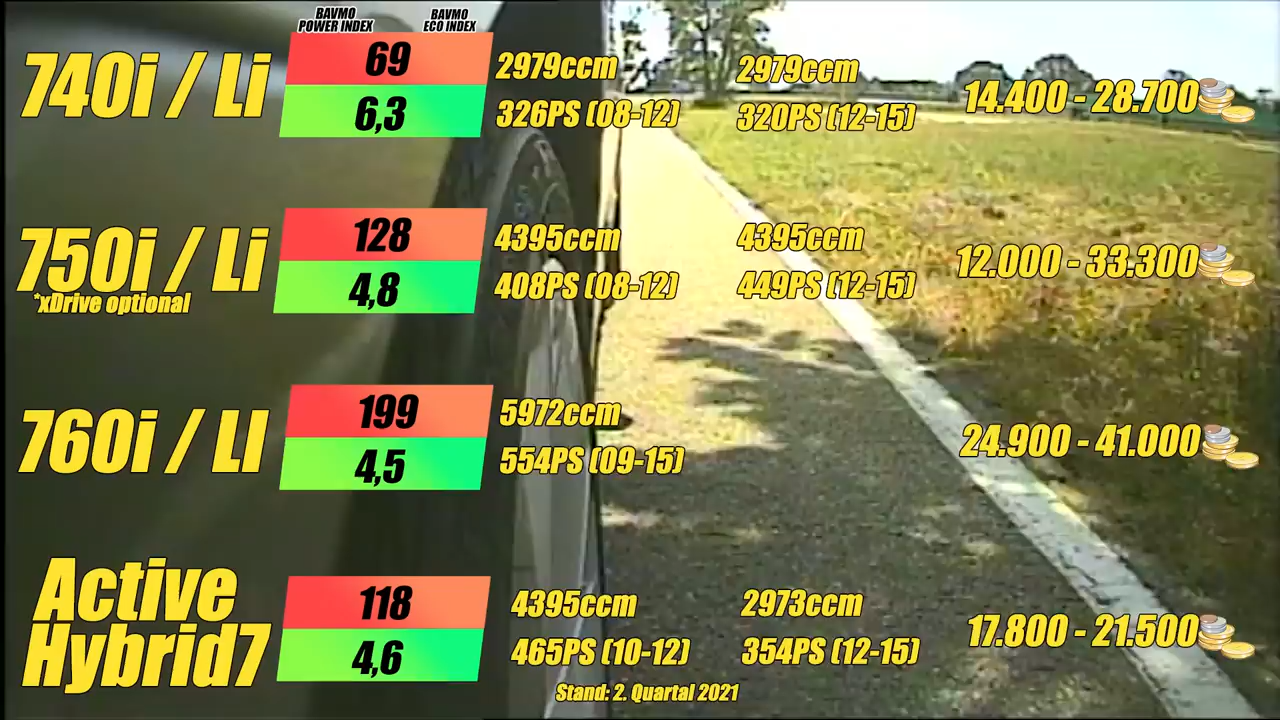 BAVMO
POWER INDEX
BAVMO
ECO INDEX
740i / Li
69
6,3
2979ccm
326PS (08-12)
2979ccm
320PS (12-15)
14.400 - 28.700
750i / Li
*xDrive optional
128
4,8
4395ccm
408PS (08-12)
4395ccm
449PS (12-15)
12.000 - 33.300
760i / LI
199
4,5
5972ccm
554PS (09-15)
24.900 - 41.000
Active
Hybrid7
118
4,6
4395ccm
465PS (10-12)
2973ccm
354PS (12-15)
17.800 - 21.500
Stand: 2. Quartal 2021